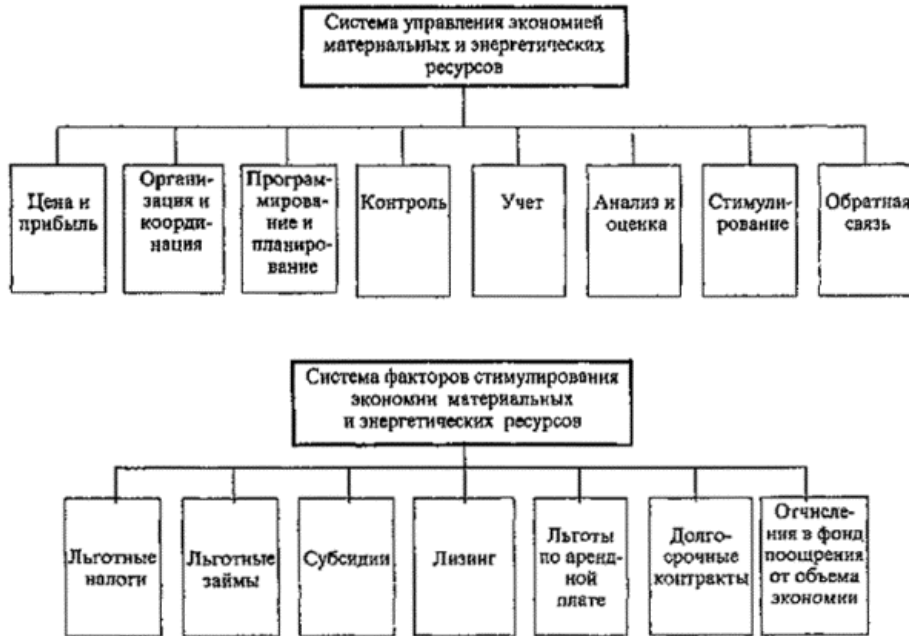 Система управления экономией
материальных и энергетических
ресурсов
Цена и
прибыль
Органи-
зация и
коорди-
нация
Програм-
мирова-
ние и
планиро-
вание
Контроль
Учет
Анализ и
оценка
Стимули-
рование
Обратная
связь
Система факторов стимулирования
экономии материальных
и энергетических ресурсов
Льготные
налоги
Льготные
займы
Субсидии
Лизинг
Льготы
по аренд-
ной
плате
Долго-
срочные
контракты
Отчисле-
ния в фонд
поощрения
от объема
экономии